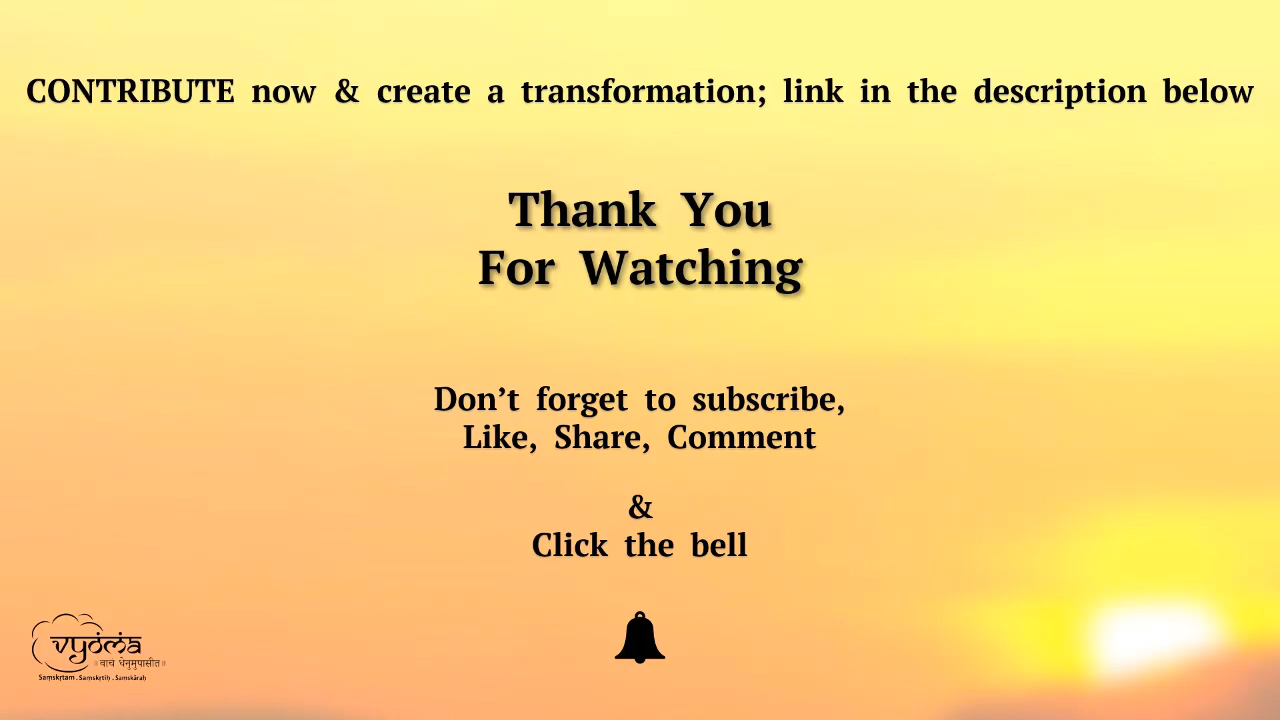 CONTRIBUTE now & create a transformation; link in the description below
Thank You
For Watching
Don’t forget to subscribe,
Like, Share, Comment
&
Click the bell
vyoma
॥ वाचं धेनुमुपासीत॥
Saṃskṛtam . Saṃskṛtiḥ . Saṃskāraḥ